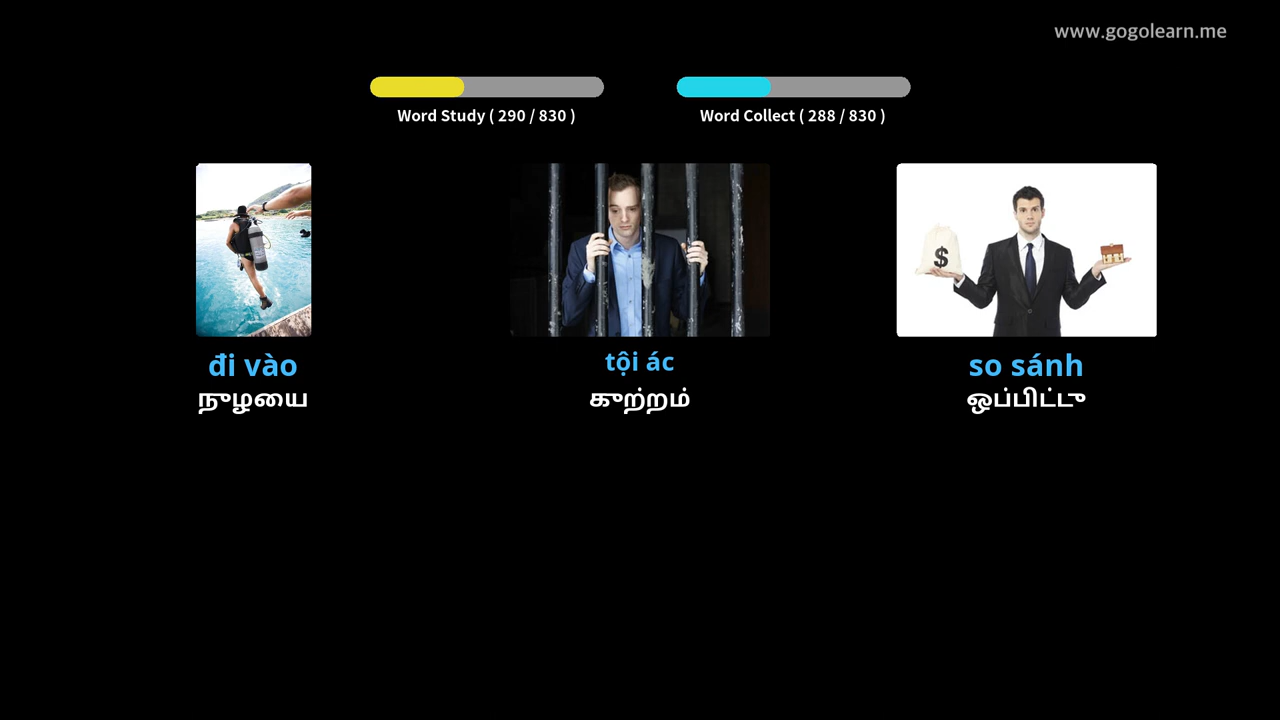 www.gogolearn.me
Word Study ( 290 / 830 )
Word Collect ( 288 / 830 )
$
đi vào
நுழயை
tội ác
குற்றம்
so sánh
ஒப்பிட்டு